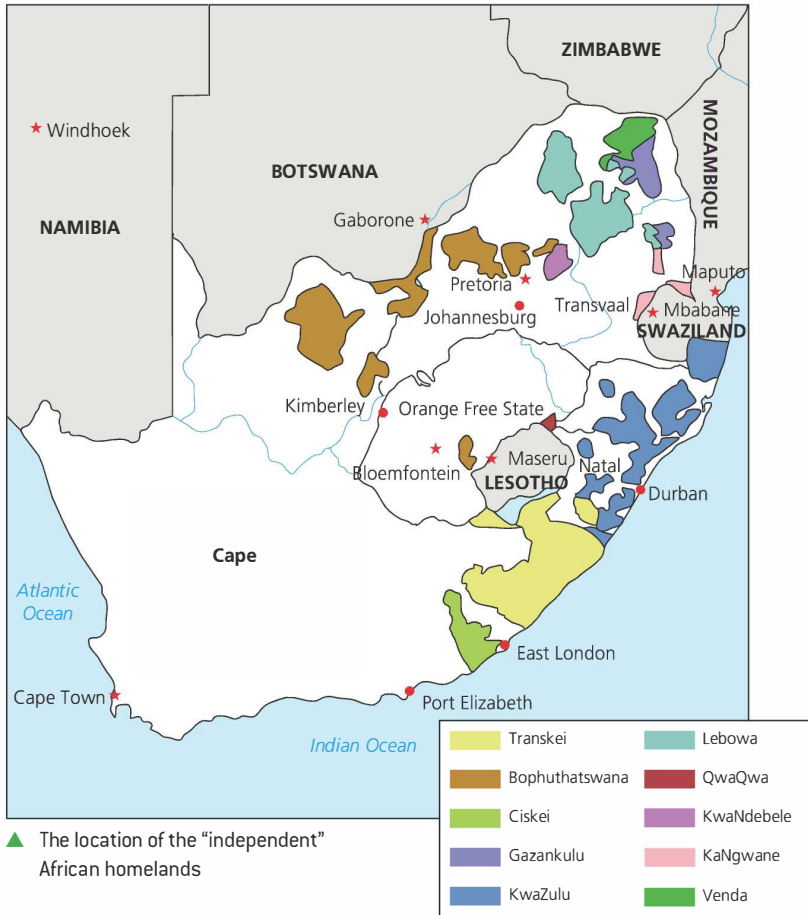 ZIMBABWE
Windhoek
MOZAMBIQUE
BOTSWANA
Gaborone
NAMIBIA
Pretoria
Maputo
Johannesburg
Transvaal
Mbabane
SWAZILAND
Kimberley
Orange Free State
Bloemfontein
Maseru
Natal
LESOTHO
Durban
Cape
Atlantic
Ocean
East London
Cape Town
Port Elizabeth
Indian Ocean
Transkei
Bophuthatswana
Ciskei
Gazankulu
KwaZulu
Lebowa
QwaQwa
KwaNdebele
KaNgwane
Venda
The location of the “independent”
African homelands